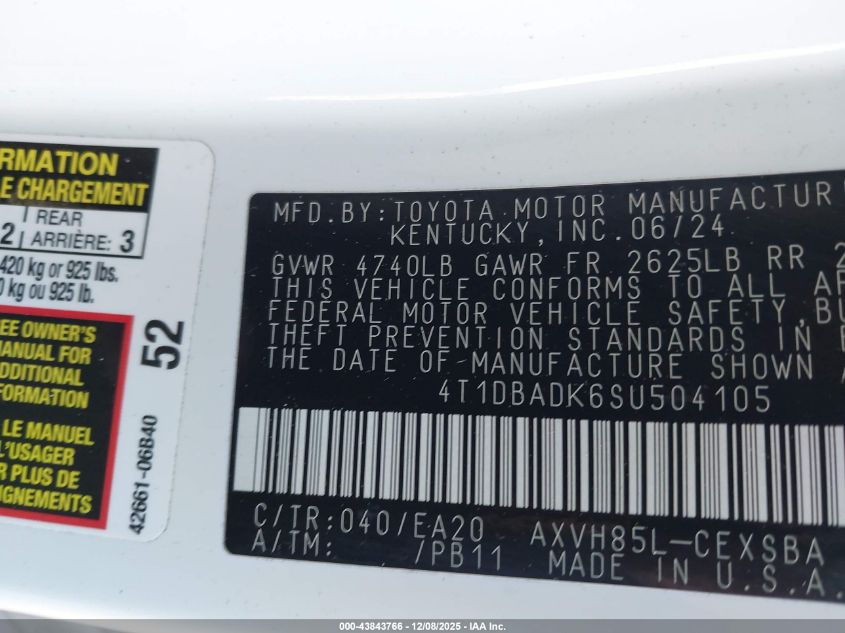 RMATION
E CHARGEMENT
2 | REAR
ARRIÈRE: 3
420 kg or 925 lbs.
0 kg ou 925 lb.
EE OWNER'S
MANUAL FOR
DDITIONAL
FORMATION
LE MANUEL
L'USAGER
R PLUS DE
IGNEMENTS
52
42661-06B40
MFD. BY: TOYOTA MOTOR MANUFACTUR
KENTUCKY, INC. 06/24
GVWR 4740LB GAWR FR 2625LB RR 2
THIS VEHICLE CONFORMS TO ALL AP
FEDERAL MOTOR VEHICLE SAFETY, BU
THEFT PREVENTION STANDARDS IN E
THE DATE OF MANUFACTURE SHOWN A
4T1DBADK6SU504105
C/TR: 040/EA20 AXVH85L-CEXSBA
A/TM: /PB11 MADE IN U.S.A.
000-43843766 - 12/08/2025 - IAA Inc.